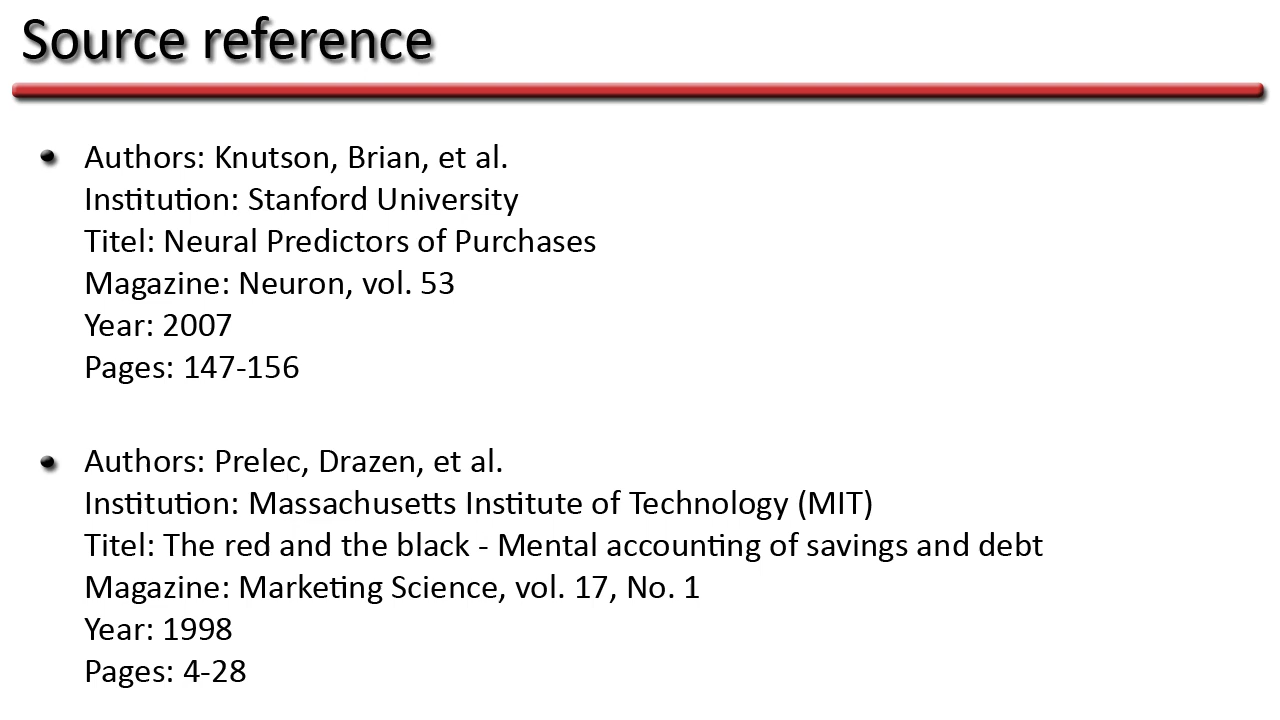 Source reference
Authors: Knutson, Brian, et al.
Institution: Stanford University
Titel: Neural Predictors of Purchases
Magazine: Neuron, vol. 53
Year: 2007
Pages: 147-156
Authors: Prelec, Drazen, et al.
Institution: Massachusetts Institute of Technology (MIT)
Titel: The red and the black - Mental accounting of savings and debt
Magazine: Marketing Science, vol. 17, No. 1
Year: 1998
Pages: 4-28